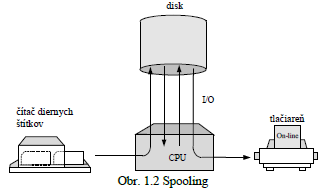 disk
I/O
čítač diernych
štítkov
tlačiareň
On-line
CPU
Obr. 1.2 Spooling